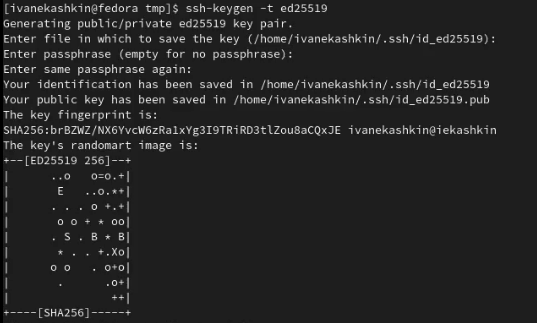 [ivanekashkin@fedora tmp]$ ssh-keygen -t ed25519
Generating public/private ed25519 key pair.
Enter file in which to save the key (/home/ivanekashkin/.ssh/id_ed25519):
Enter passphrase (empty for no passphrase):
Enter same passphrase again:
Your identification has been saved in /home/ivanekashkin/.ssh/id_ed25519
Your public key has been saved in /home/ivanekashkin/.ssh/id_ed25519.pub
The key fingerprint is:
SHA256:brBZWZ/NX6YvcW6zRa1xYg3I9TRiRD3tlZou8aCQxJE ivanekashkin@iekashkin
The key's randomart image is:
+--[ED25519 256]--+
|      ..o   o=o.+|
|       E   ..o.*+|
|      . . . o +.+|
|       o o + * oo|
|      . S . B * B|
|       * . . +.Xo|
|      o o   . o+o|
|       .      .o+|
|               ++|
+----[SHA256]-----+